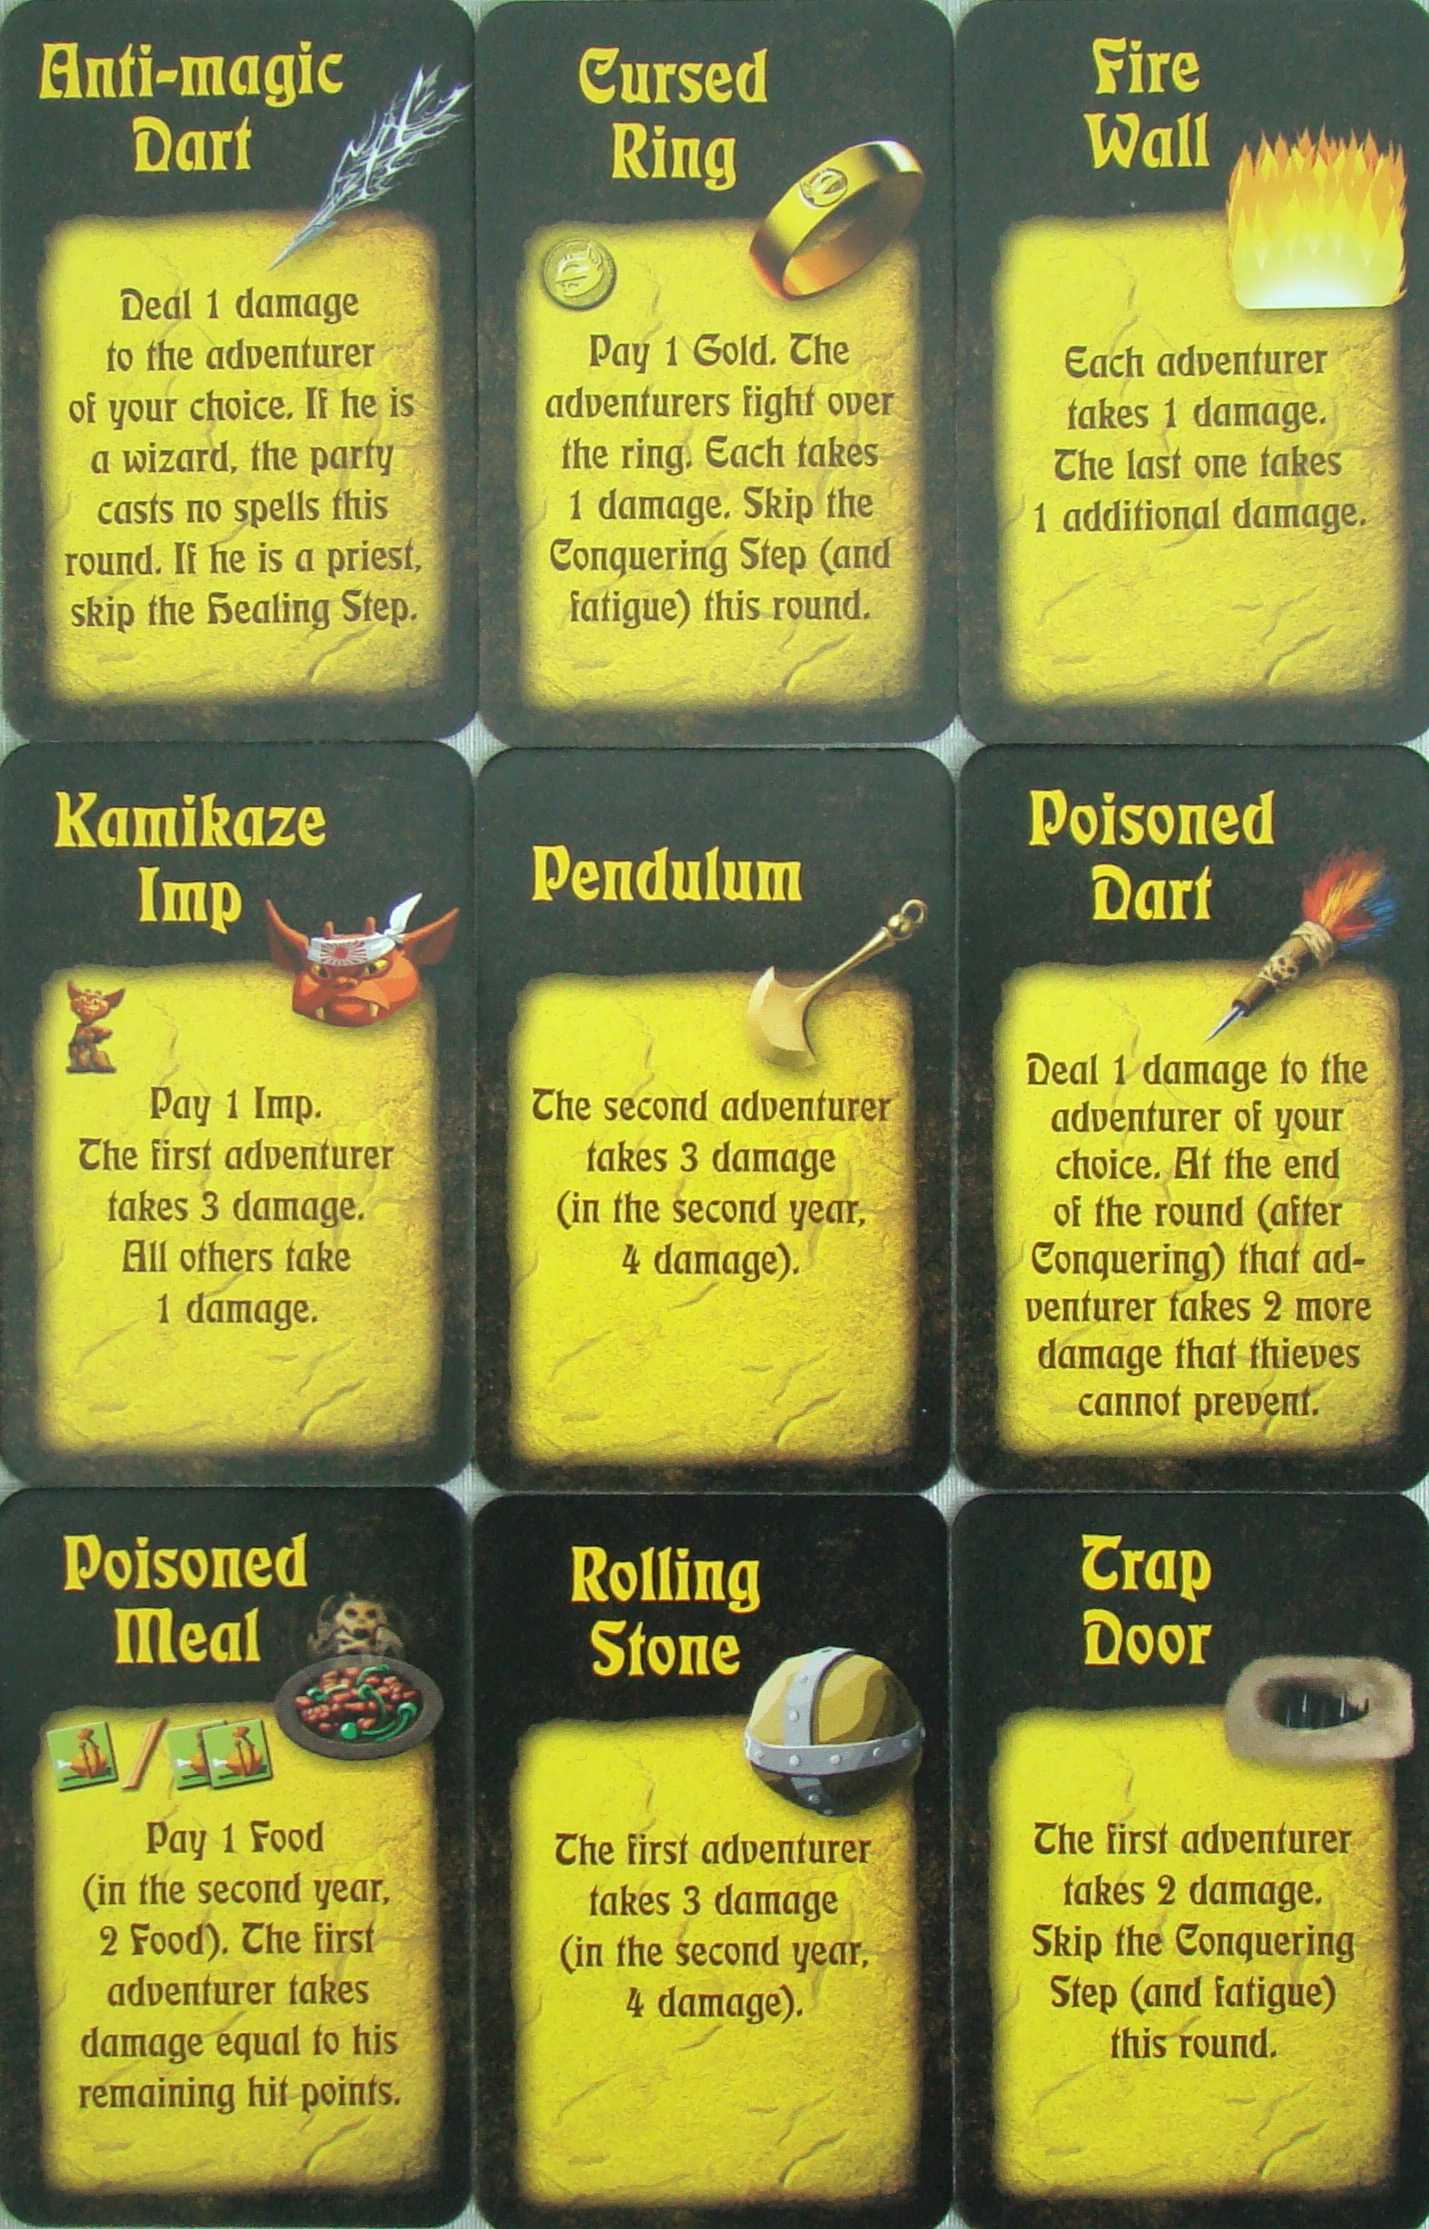 Anti-magic
Dart
Deal 1 damage
to the adventurer
of your choice. If he is
a wizard, the party
casts no spells this
round. If he is a priest,
skip the Healing Step.
Cursed
Ring
Pay 1 Gold. The
adventurers fight over
the ring. Each takes
1 damage. Skip the
Conquering Step (and
fatigue) this round.
Fire
Wall
Each adventurer
takes 1 damage.
The last one takes
1 additional damage.
Kamikaze
Imp
Pay 1 Imp.
The first adventurer
takes 3 damage.
All others take
1 damage.
Pendulum
The second adventurer
takes 3 damage
(in the second year,
4 damage).
Poisoned
Dart
Deal 1 damage to the
adventurer of your
choice. At the end
of the round (after
Conquering) that ad-
venturer takes 2 more
damage that thieves
cannot prevent.
Poisoned
Meal
Pay 1 Food
(in the second year,
2 Food). The first
adventurer takes
damage equal to his
remaining hit points.
Rolling
Stone
The first adventurer
takes 3 damage
(in the second year,
4 damage).
Trap
Door
The first adventurer
takes 2 damage.
Skip the Conquering
Step (and fatigue)
this round.